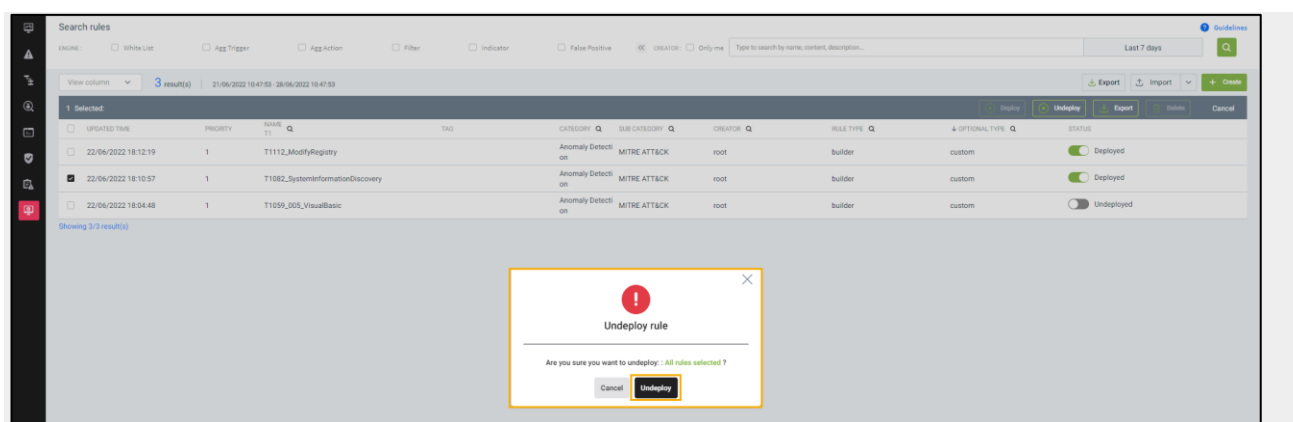 Search rules
Guidelines
ENGINE : White List Agg Trigger Agg Action Filter Indicator False Positive CREATOR : Only me Type to search by name, content, description... Last 7 days
View column 3 result(s) 21/06/2022 10:47:53 - 28/06/2022 10:47:53 Export Import + Create
1 Selected: Deploy Undeploy Export Delete Cancel
UPDATED TIME PRIORITY NAME TAG CATEGORY SUB CATEGORY CREATOR RULE TYPE OPTIONAL TYPE STATUS
T1
22/06/2022 18:12:19 1 T1112_ModifyRegistry Anomaly Detecti MITRE ATT&CK root builder custom Deployed
on
22/06/2022 18:10:57 1 T1082_SystemInformationDiscovery Anomaly Detecti MITRE ATT&CK root builder custom Deployed
on
22/06/2022 18:04:48 1 T1059_005_VisualBasic Anomaly Detecti MITRE ATT&CK root builder custom Undeployed
on
Showing 3/3 result(s)
Undeploy rule
Are you sure you want to undeploy: : All rules selected ?
Cancel Undeploy